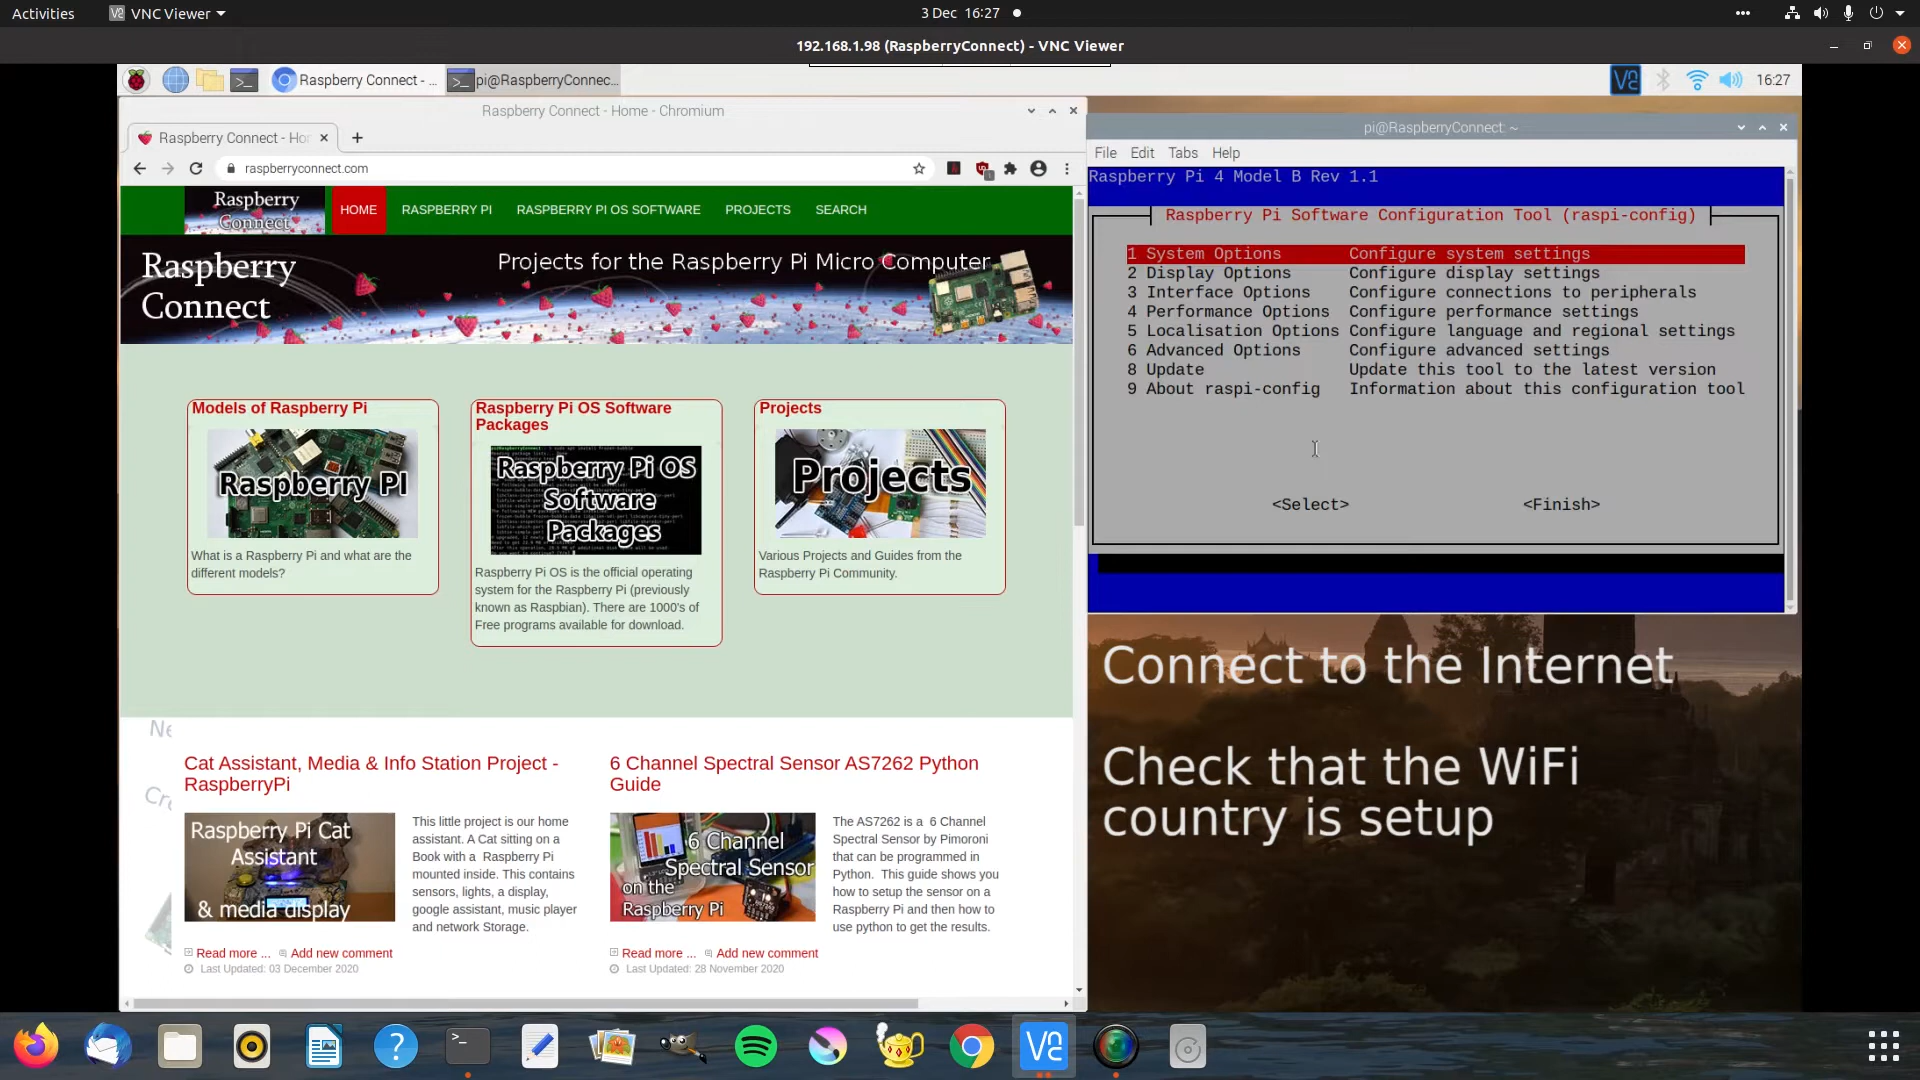 Activities
VNC Viewer
3 Dec 16:27
192.168.1.98 (RaspberryConnect) - VNC Viewer
Raspberry Connect - ...
pi@RaspberryConnec...
16:27
Raspberry Connect - Home - Chromium
Raspberry Connect - Ho
raspberryconnect.com
Raspberry
Connect
HOME
RASPBERRY PI
RASPBERRY PI OS SOFTWARE
PROJECTS
SEARCH
Raspberry
Connect
Projects for the Raspberry Pi Micro Computer
Models of Raspberry Pi
Raspberry PI
What is a Raspberry Pi and what are the
different models?
Raspberry Pi OS Software
Packages
Raspberry Pi OS
Software
Packages
Raspberry Pi OS is the official operating
system for the Raspberry Pi (previously
known as Raspbian). There are 1000's of
Free programs available for download.
Projects
Projects
Various Projects and Guides from the
Raspberry Pi Community.
Cat Assistant, Media & Info Station Project -
RaspberryPi
Raspberry Pi Cat
Assistant
& media display
This little project is our home
assistant. A Cat sitting on a
Book with a Raspberry Pi
mounted inside. This contains
sensors, lights, a display,
google assistant, music player
and network Storage.
Read more ...
Add new comment
Last Updated: 03 December 2020
6 Channel Spectral Sensor AS7262 Python
Guide
6 Channel
Spectral Sensor
on the
Raspberry Pi
The AS7262 is a 6 Channel
Spectral Sensor by Pimoroni
that can be programmed in
Python. This guide shows you
how to setup the sensor on a
Raspberry Pi and then how to
use python to get the results.
Read more ...
Add new comment
Last Updated: 28 November 2020
pi@RaspberryConnect: ~
File Edit Tabs Help
Raspberry Pi 4 Model B Rev 1.1
Raspberry Pi Software Configuration Tool (raspi-config)
1 System Options Configure system settings
2 Display Options Configure display settings
3 Interface Options Configure connections to peripherals
4 Performance Options Configure performance settings
5 Localisation Options Configure language and regional settings
6 Advanced Options Configure advanced settings
8 Update Update this tool to the latest version
9 About raspi-config Information about this configuration tool
<Select> <Finish>
Connect to the Internet
Check that the WiFi
country is setup